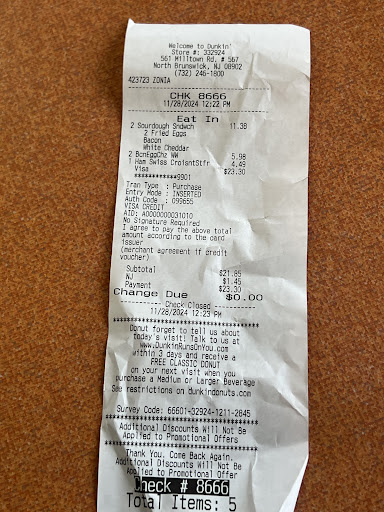 Welcome to Dunkin'
Store #: 332924
561 Milltown Rd. # 567
North Brunswick, NJ 08902
(732) 246-1800
423723 ZONIA
CHK 8666
11/28/2024 12:22 PM
Eat In
2 Sourdough Sndwch 11.38
2 Fried Eggs
Bacon
White Cheddar
2 BcnEggChz WW 5.98
1 Ham Swiss CroisntStfr 4.49
Visa $23.30
************9901
Tran Type : Purchase
Entry Mode : INSERTED
Auth Code : 099655
VISA CREDIT
AID: A0000000031010
No Signature Required
I agree to pay the above total
amount according to the card
issuer
(merchant agreement if credit
voucher)
Subtotal $21.85
NJ $1.45
Payment $23.30
Change Due $0.00
Check Closed
11/28/2024 12:23 PM
Donut forget to tell us about
today's visit! Talk to us at
www.DunkinRunsOnYou.com
within 3 days and receive a
FREE CLASSIC DONUT
on your next visit when you
purchase a Medium or Larger Beverage
See restrictions on dunkindonuts.com
Survey Code: 66601-32924-1211-2845
Additional Discounts Will Not Be
Applied to Promotional Offers
Thank You. Come Back Again.
Additional Discounts Will Not Be
Applied to Promotional Offers
Check # 8666
Total Items: 5